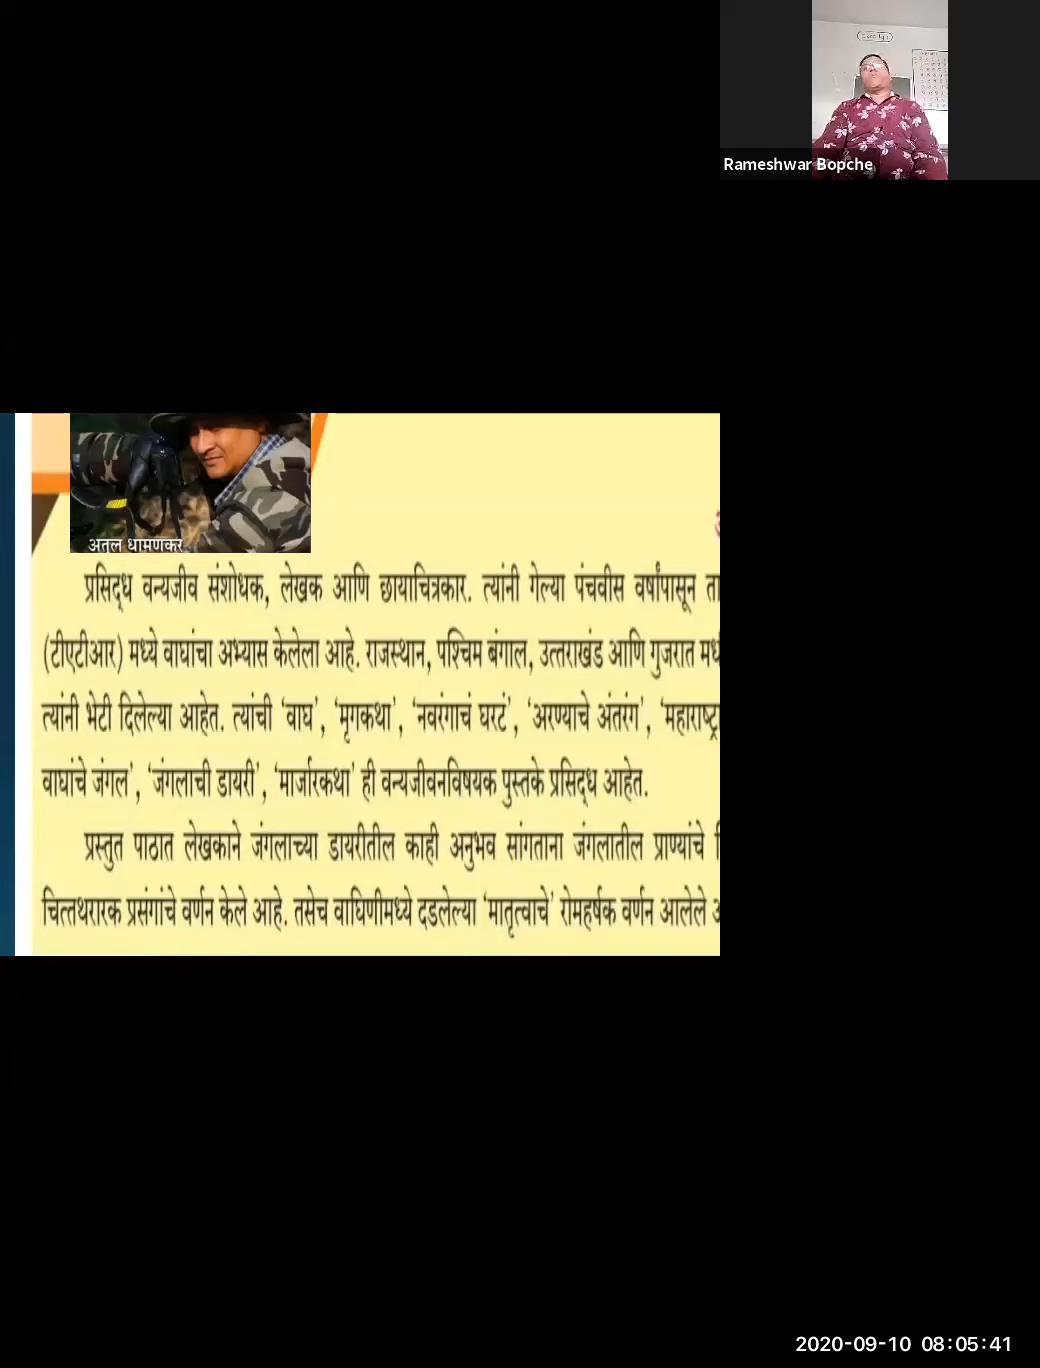 Rameshwar Bopche
अतुल धामणकर
प्रसिद्ध वन्यजीव संशोधक, लेखक आणि छायाचित्रकार. त्यांनी गेल्या पंचवीस वर्षांपासून
(टीएटीआर) मध्ये वाघांचा अभ्यास केलेला आहे. राजस्थान, पश्चिम बंगाल, उत्तराखंड आणि गुजरात
त्यांनी भेटी दिलेल्या आहेत. त्यांची ‘वाघ’, ‘मृगकथा’, ‘नवरंगाचं घरटं’, ‘अरण्याचे अंतरंग’,
वाघांचे जंगल’, ‘जंगलाची डायरी’, ‘मार्जारकथा’ ही वन्यजीवनविषयक पुस्तके प्रसिद्ध आहेत.
प्रस्तुत पाठात लेखकाने जंगलाच्या डायरीतील काही अनुभव सांगताना जंगलातील प्राण्यांचे
चित्तथरारक प्रसंगांचे वर्णन केले आहे. तसेच वाघिणीमध्ये दडलेल्या ‘मातृत्वाचे’ रोमहर्षक वर्णन आलेले
2020-09-10 08:05:41